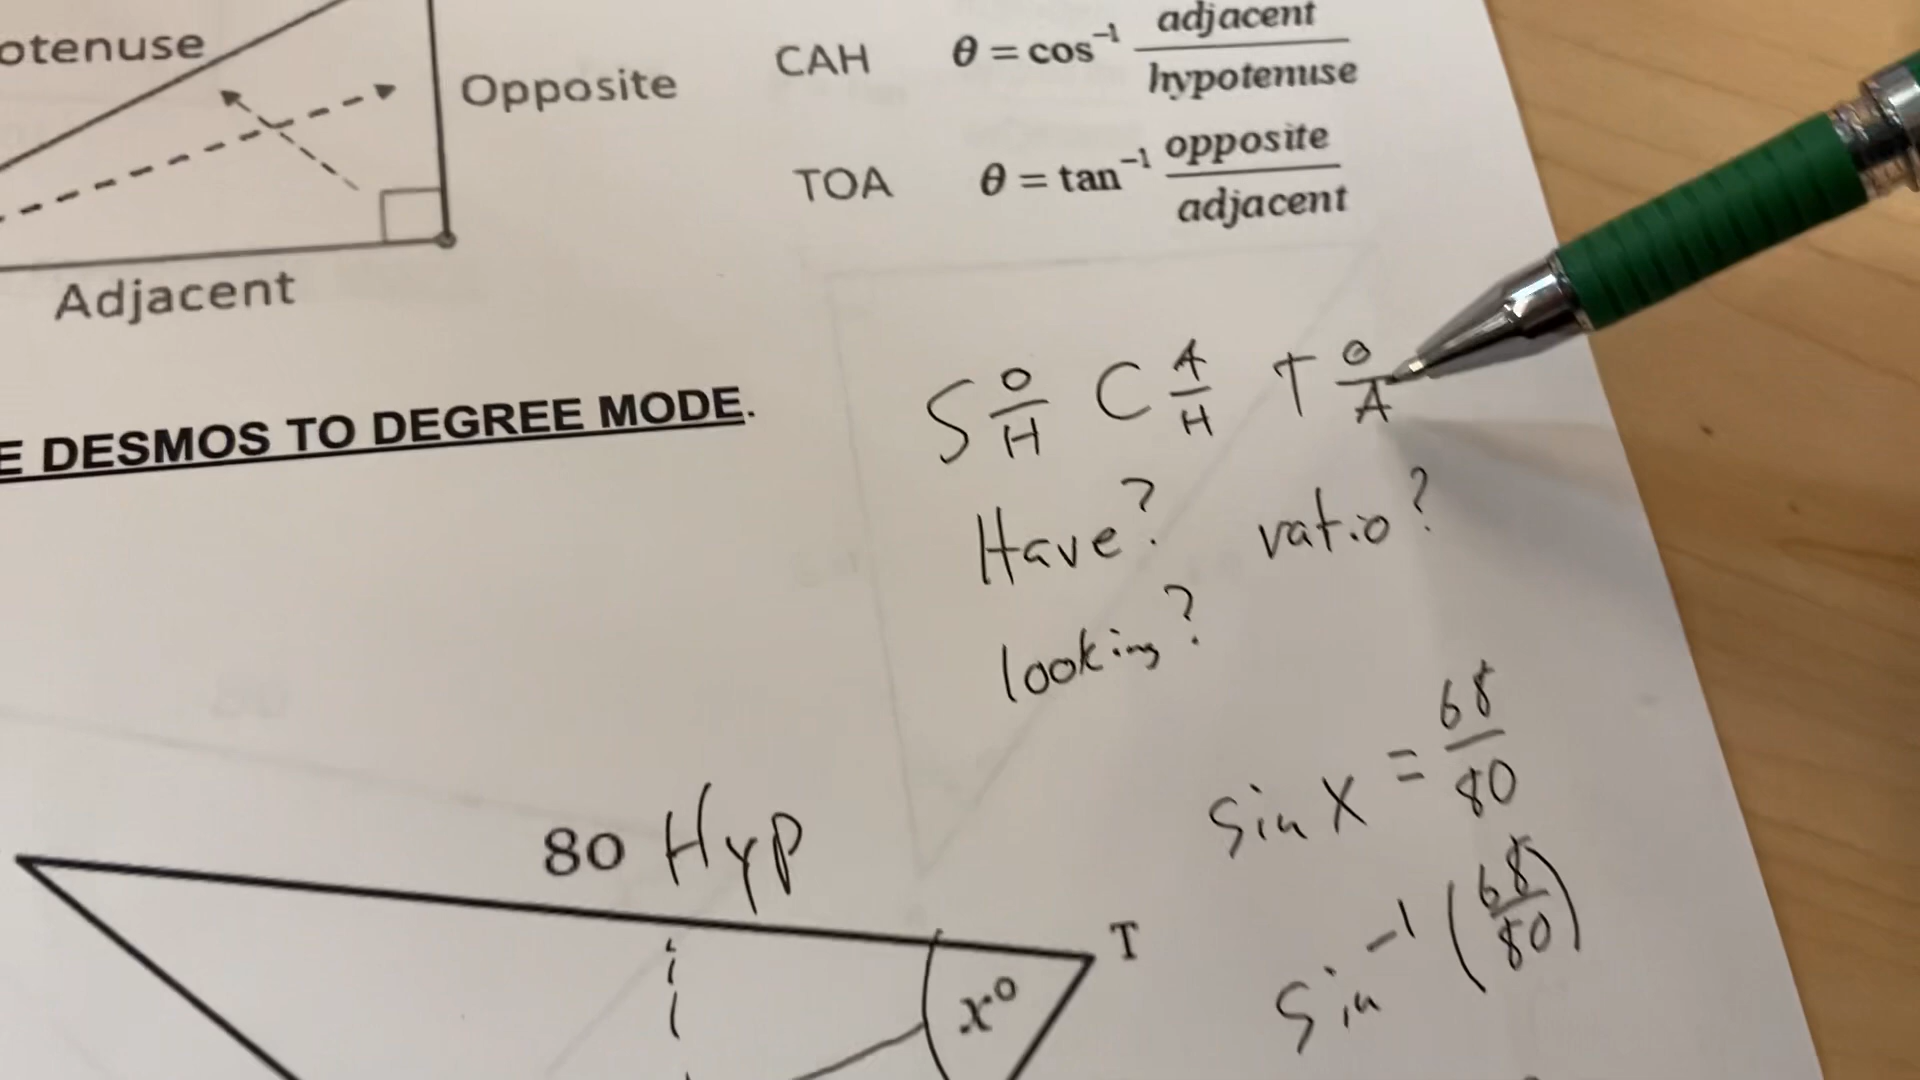 otenuse
Opposite
Adjacent
CAH θ = cos⁻¹ adjacent/hypotenuse
TOA θ = tan⁻¹ opposite/adjacent
E DESMOS TO DEGREE MODE.
S O/H C A/H T O/A
Have? ratio?
looking?
sin X = 68/80
sin⁻¹ (68/80)
80 Hyp
T
x°